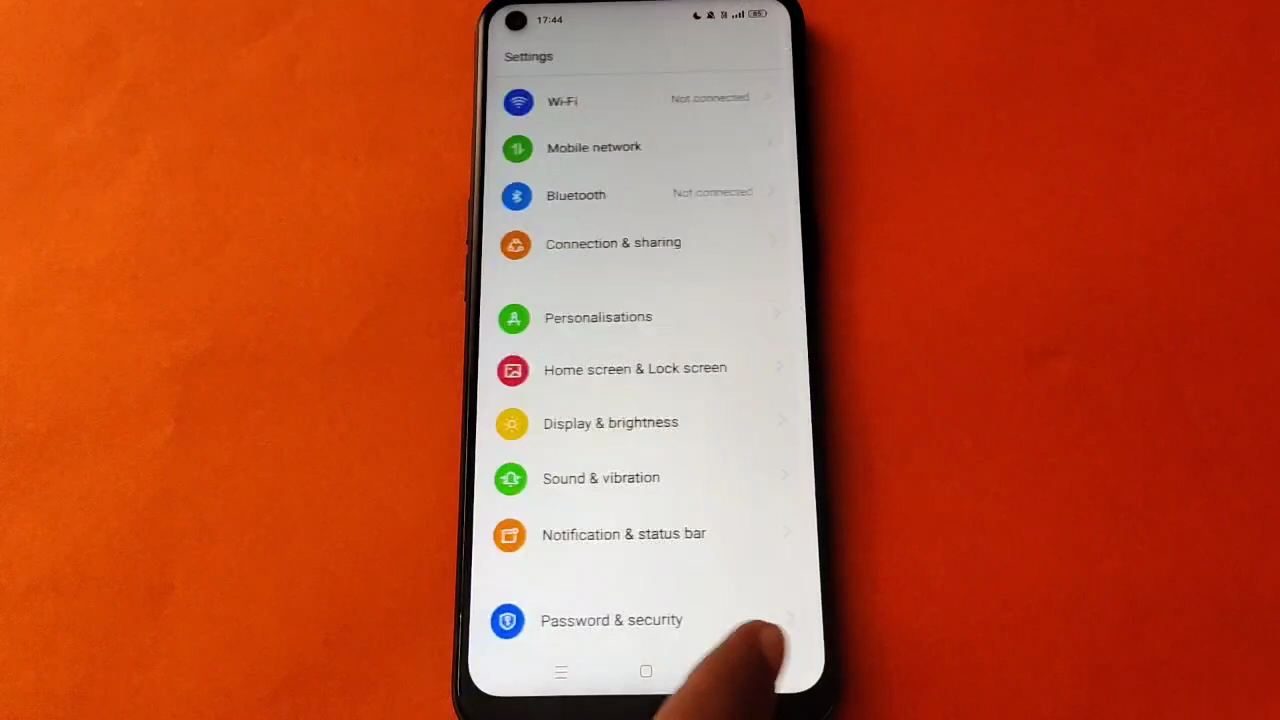 17:44
85
Settings
Wi-Fi Not connected
Mobile network
Bluetooth Not connected
Connection & sharing
Personalisations
Home screen & Lock screen
Display & brightness
Sound & vibration
Notification & status bar
Password & security